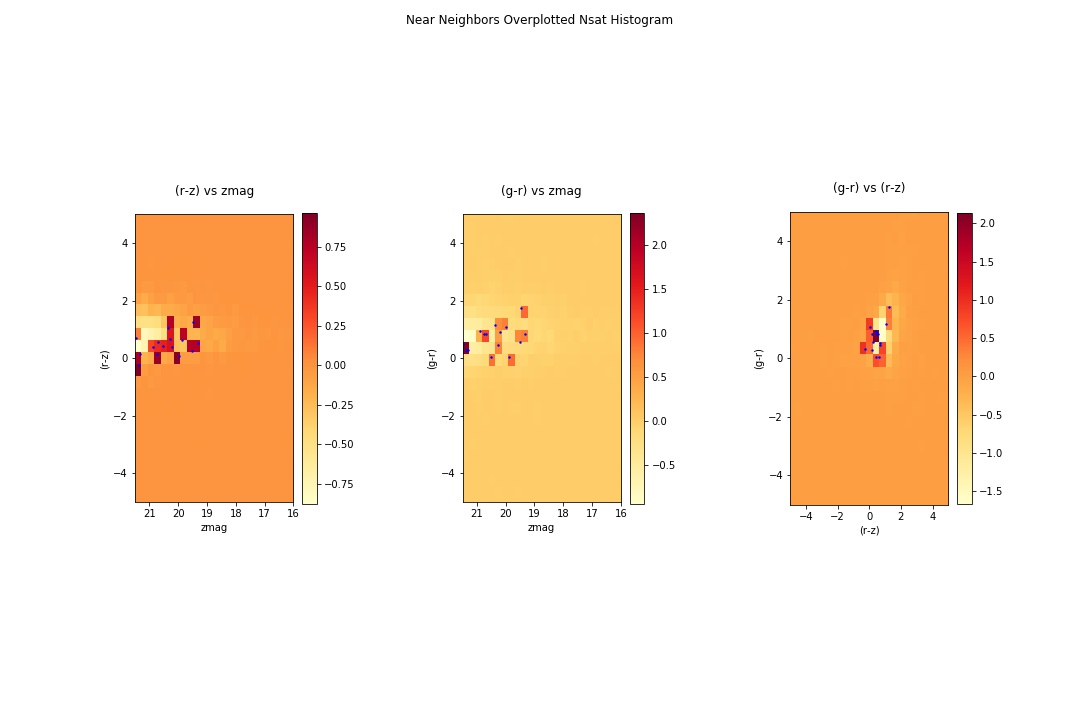 Near Neighbors Overplotted Nsat Histogram
(r-z) vs zmag
4
2
0
−2
−4
(r-z)
21 20 19 18 17 16
zmag
0.75
0.50
0.25
0.00
−0.25
−0.50
−0.75
(g-r) vs zmag
4
2
0
−2
−4
(g-r)
21 20 19 18 17 16
zmag
2.0
1.5
1.0
0.5
0.0
−0.5
(g-r) vs (r-z)
4
2
0
−2
−4
(g-r)
−4 −2 0 2 4
(r-z)
2.0
1.5
1.0
0.5
0.0
−0.5
−1.0
−1.5